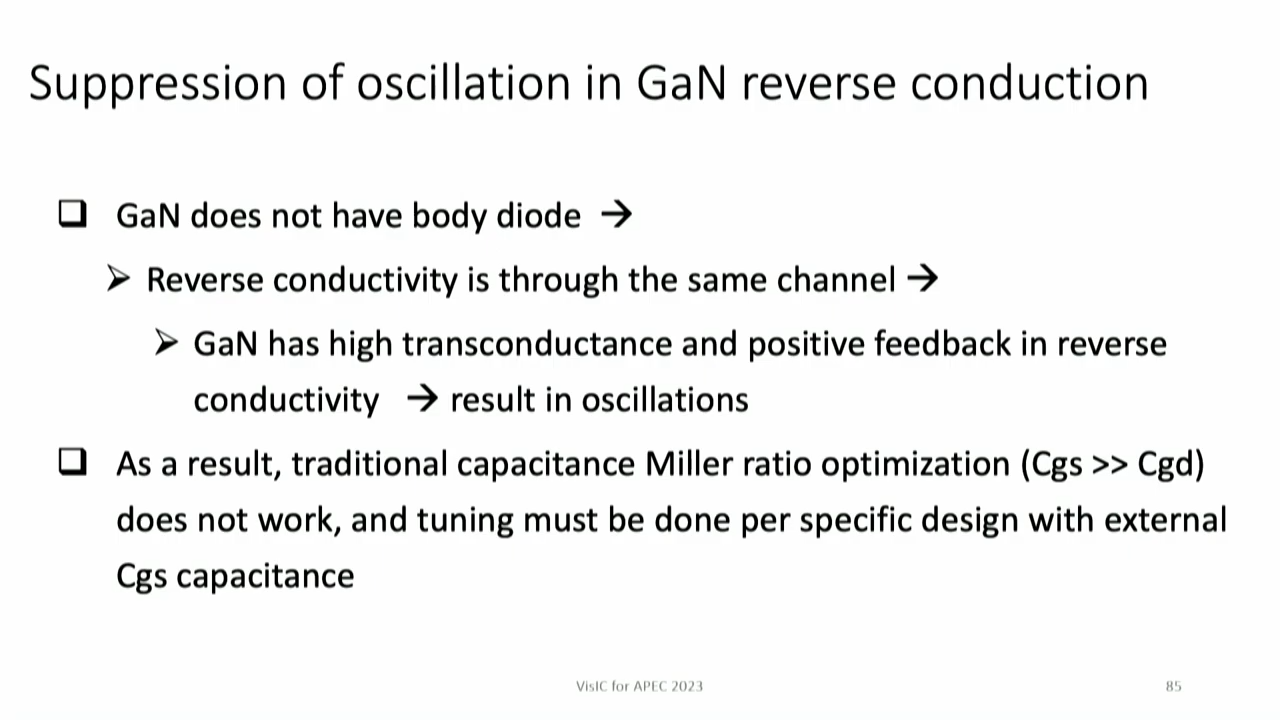 Suppression of oscillation in GaN reverse conduction
GaN does not have body diode →
Reverse conductivity is through the same channel →
GaN has high transconductance and positive feedback in reverse
conductivity → result in oscillations
As a result, traditional capacitance Miller ratio optimization (Cgs >> Cgd)
does not work, and tuning must be done per specific design with external
Cgs capacitance
VisIC for APEC 2023
85